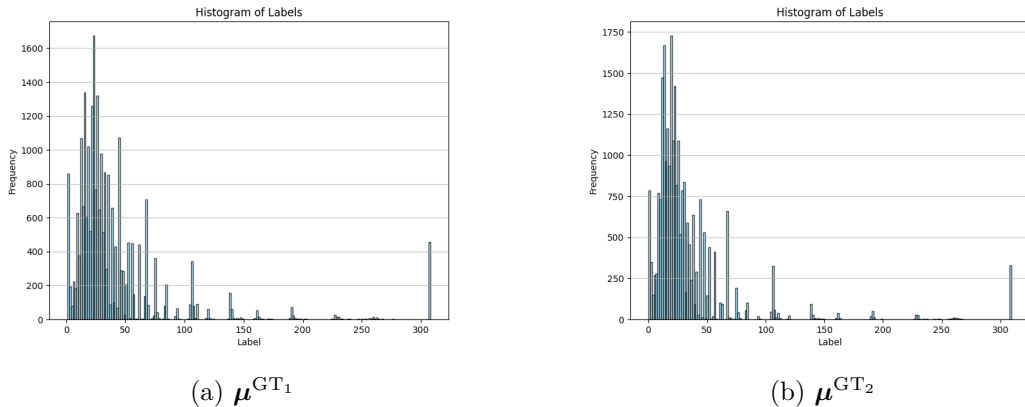 Histogram of Labels
1600
1400
1200
1000
800
600
400
200
0
Frequency
0 50 100 150 200 250 300
Label
(a) μ^GT₁
Histogram of Labels
1750
1500
1250
1000
750
500
250
0
Frequency
0 50 100 150 200 250 300
Label
(b) μ^GT₂